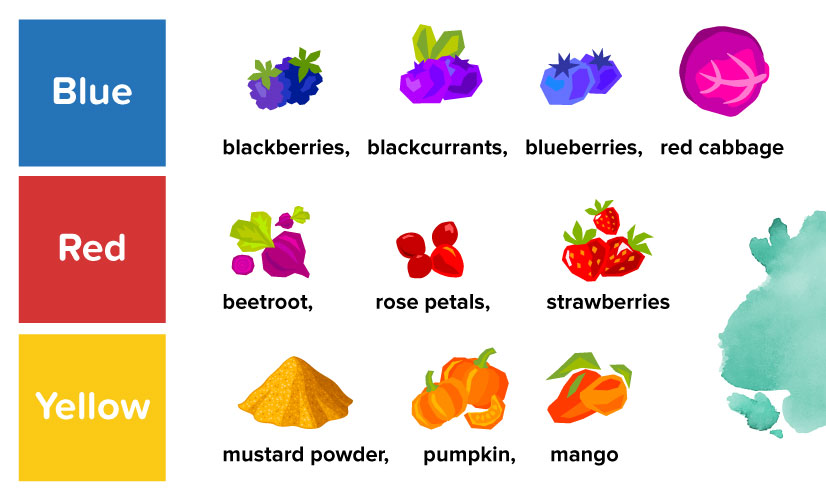 Blue
blackberries, blackcurrants, blueberries, red cabbage
Red
beetroot, rose petals, strawberries
Yellow
mustard powder, pumpkin, mango